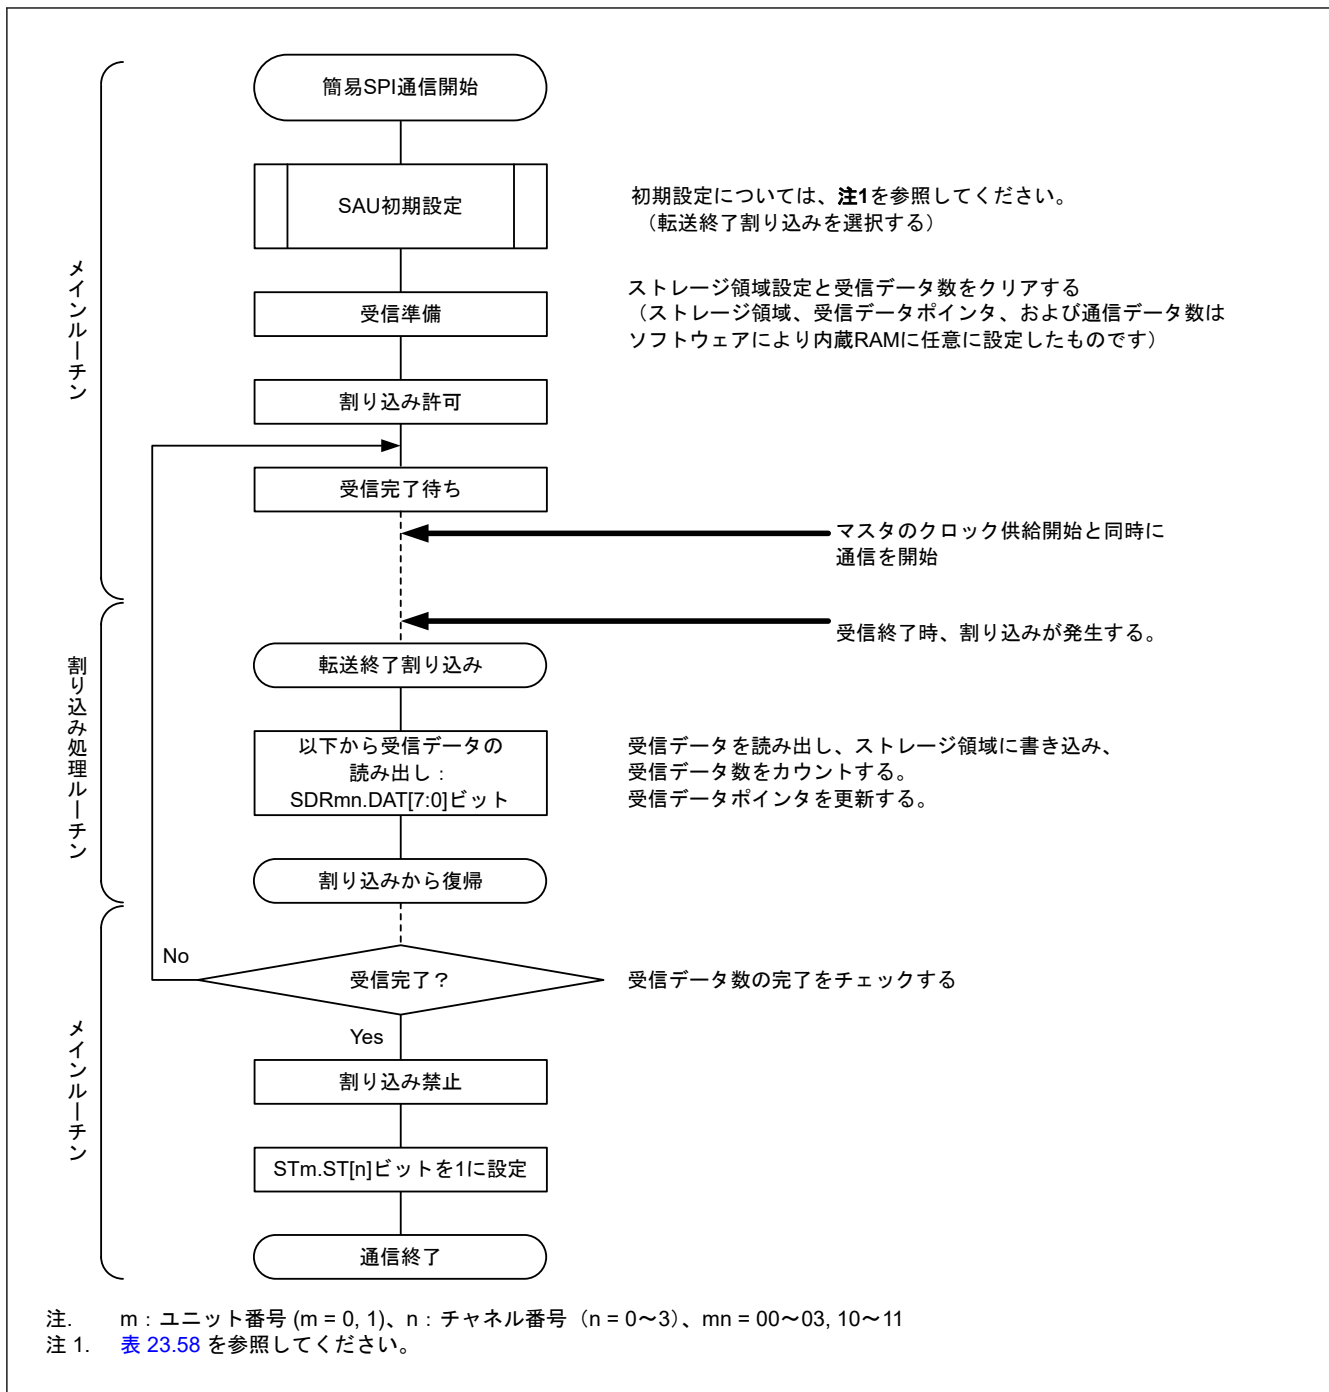 簡易SPI通信開始
SAU初期設定
初期設定については、注1を参照してください。
（転送終了割り込みを選択する）
メインルーチン
受信準備
ストレージ領域設定と受信データ数をクリアする
（ストレージ領域、受信データポインタ、および通信データ数は
ソフトウェアにより内蔵RAMに任意に設定したものです）
割り込み許可
受信完了待ち
マスタのクロック供給開始と同時に
通信を開始
受信終了時、割り込みが発生する。
転送終了割り込み
割り込み処理ルーチン
以下から受信データの
読み出し：
SDRmn.DAT[7:0]ビット
受信データを読み出し、ストレージ領域に書き込み、
受信データ数をカウントする。
受信データポインタを更新する。
割り込みから復帰
No
受信完了？
受信データ数の完了をチェックする
Yes
メインルーチン
割り込み禁止
STm.ST[n]ビットを1に設定
通信終了
注. m：ユニット番号 (m = 0, 1)、n：チャネル番号（n = 0～3）、mn = 00～03, 10～11
注 1. 表 23.58 を参照してください。